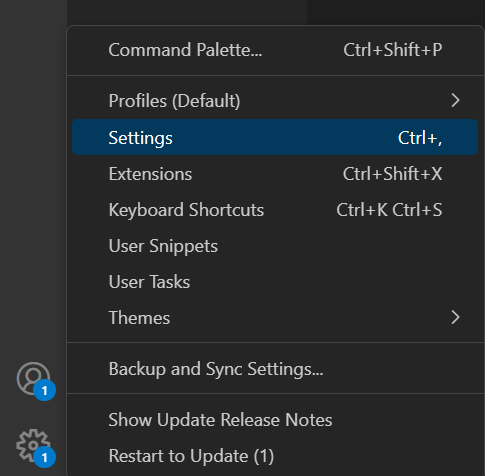 Command Palette... Ctrl+Shift+P
Profiles (Default)
Settings Ctrl+,
Extensions Ctrl+Shift+X
Keyboard Shortcuts Ctrl+K Ctrl+S
User Snippets
User Tasks
Themes
Backup and Sync Settings...
1
Show Update Release Notes
1
Restart to Update (1)